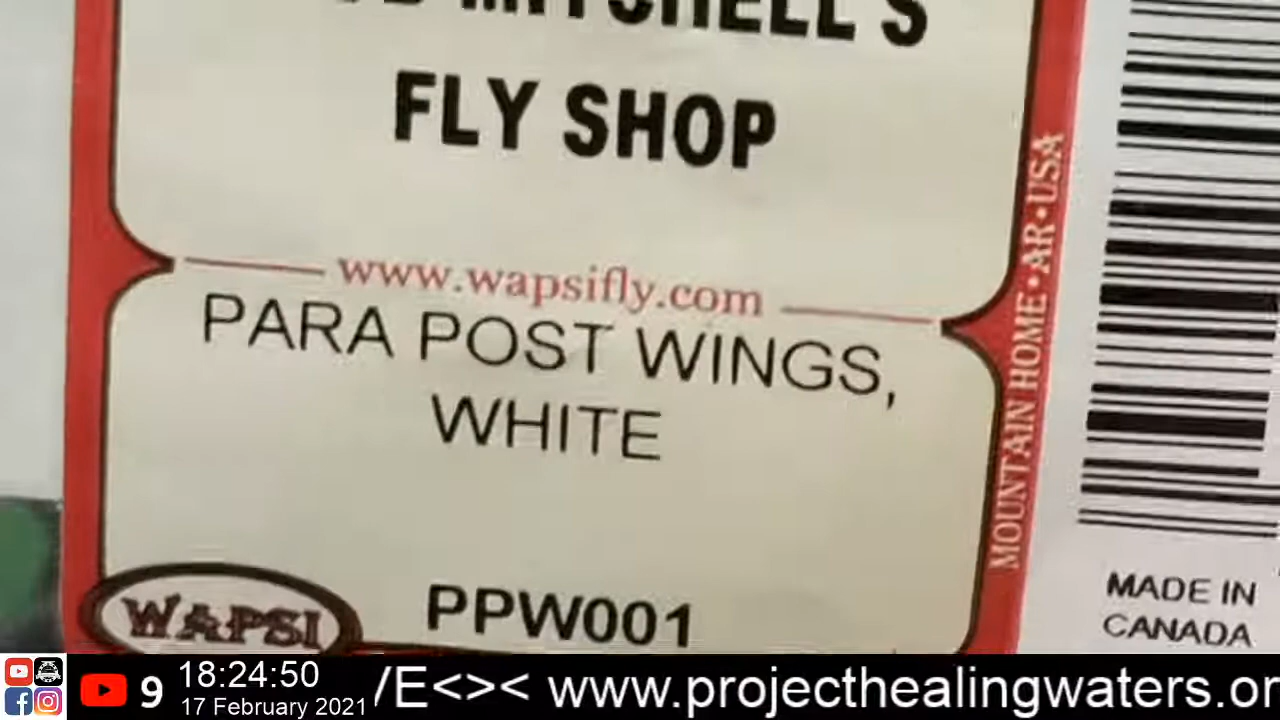 MITCHELL'S
FLY SHOP
www.wapsifly.com
PARA POST WINGS,
WHITE
PPW001
WAPSI
MOUNTAIN HOME•AR•USA
MADE IN
CANADA
9
18:24:50
17 February 2021
/E<><
www.projecthealingwaters.or